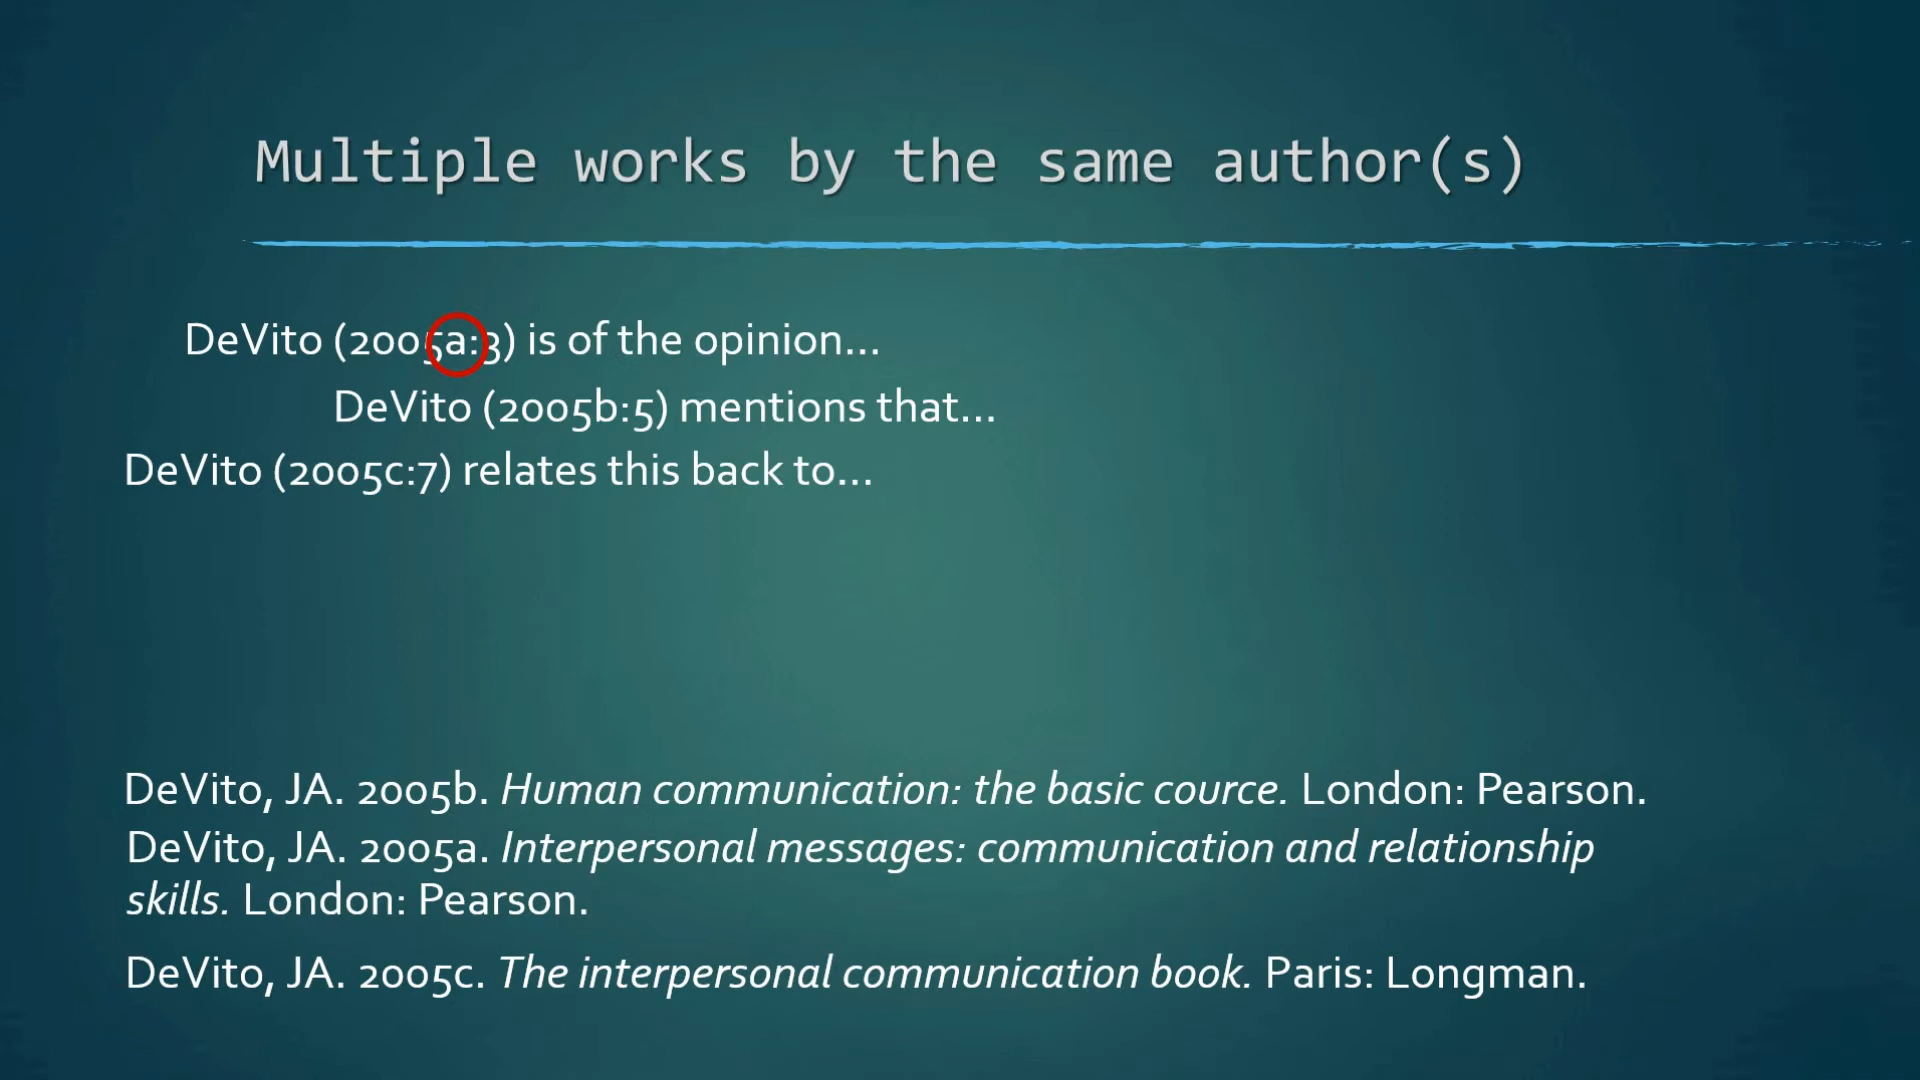 Multiple works by the same author(s)
DeVito (2005a:3) is of the opinion...
DeVito (2005b:5) mentions that...
DeVito (2005c:7) relates this back to...
DeVito, JA. 2005b. Human communication: the basic cource. London: Pearson.
DeVito, JA. 2005a. Interpersonal messages: communication and relationship
skills. London: Pearson.
DeVito, JA. 2005c. The interpersonal communication book. Paris: Longman.